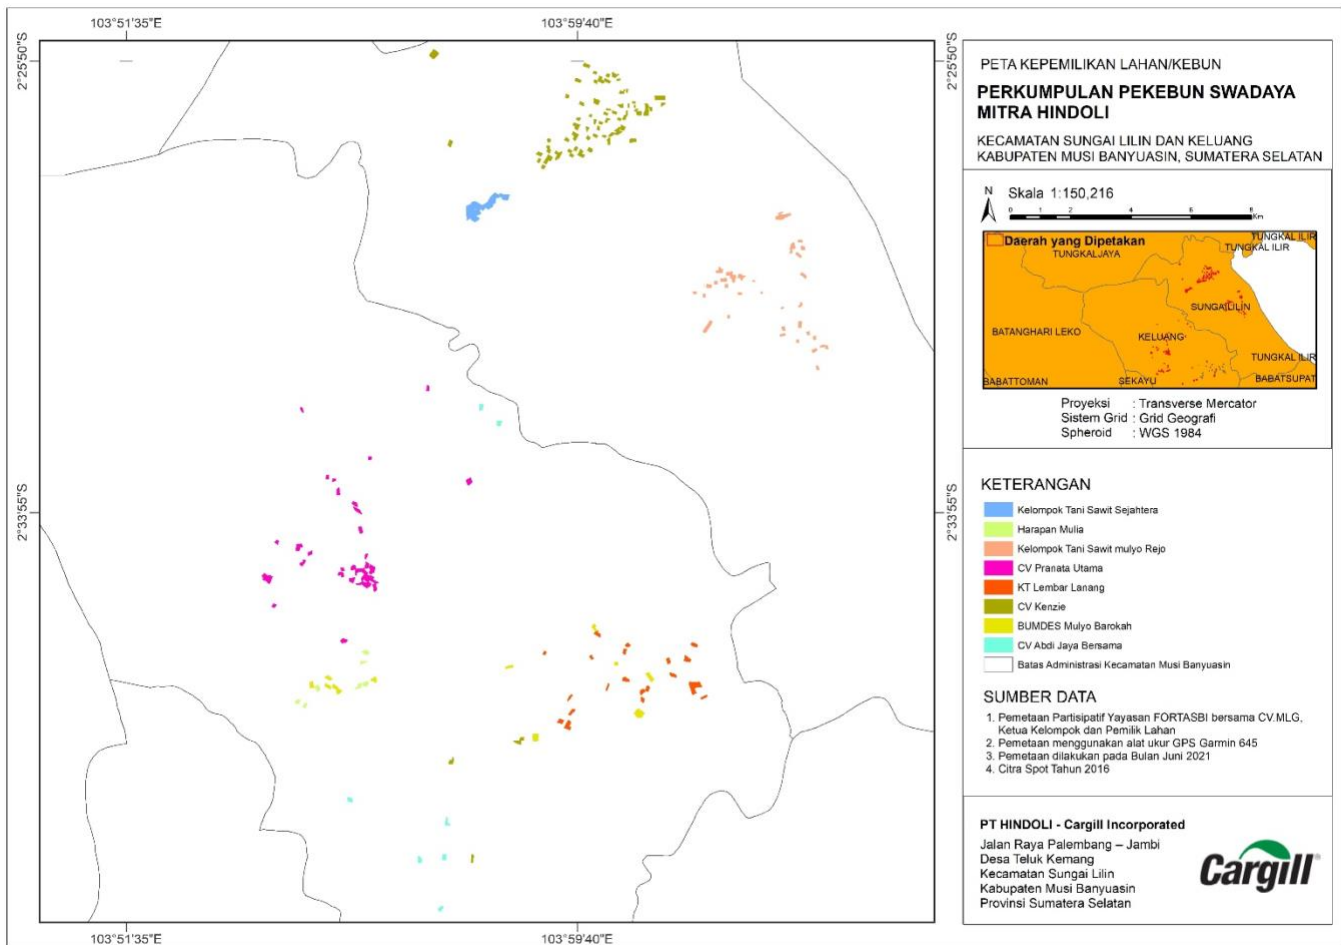 103°51'35"E
103°59'40"E
2°25'50"S
2°25'50"S
2°33'55"S
2°33'55"S
103°51'35"E
103°59'40"E
PETA KEPEMILIKAN LAHAN/KEBUN
PERKUMPULAN PEKEBUN SWADAYA
MITRA HINDOLI
KECAMATAN SUNGAI LILIN DAN KELUANG
KABUPATEN MUSI BANYUASIN, SUMATERA SELATAN
N
Skala 1:150,216
0 1 2 4 6 8
Km
Daerah yang Dipetakan
TUNGKAL ILIR
TUNGKAL ILIR
TUNGKALJAYA
SUNGAILILIN
BATANGHARI LEKO
KELUANG
TUNGKAL ILIR
BABATTOMAN
SEKAYU
BABATSUPAT
Proyeksi : Transverse Mercator
Sistem Grid : Grid Geografi
Spheroid : WGS 1984
KETERANGAN
Kelompok Tani Sawit Sejahtera
Harapan Mulia
Kelompok Tani Sawit mulyo Rejo
CV Pranata Utama
KT Lembar Lanang
CV Kenzie
BUMDES Mulyo Barokah
CV Abdi Jaya Bersama
Batas Administrasi Kecamatan Musi Banyuasin
SUMBER DATA
1. Pemetaan Partisipatif Yayasan FORTASBI bersama CV.MLG,
Ketua Kelompok dan Pemilik Lahan
2. Pemetaan menggunakan alat ukur GPS Garmin 645
3. Pemetaan dilakukan pada Bulan Juni 2021
4. Citra Spot Tahun 2016
PT HINDOLI - Cargill Incorporated
Jalan Raya Palembang – Jambi
Desa Teluk Kemang
Kecamatan Sungai Lilin
Kabupaten Musi Banyuasin
Provinsi Sumatera Selatan
Cargill